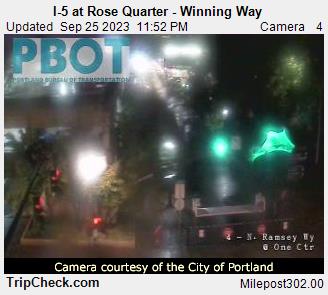 I-5 at Rose Quarter - Winning Way
Updated Sep 25 2023 11:52 PM Camera 4
PBOT
PORTLAND BUREAU OF TRANSPORTATION
4 - N. Ramsey Wy
@ One Ctr
Camera courtesy of the City of Portland
TripCheck.com Milepost302.00